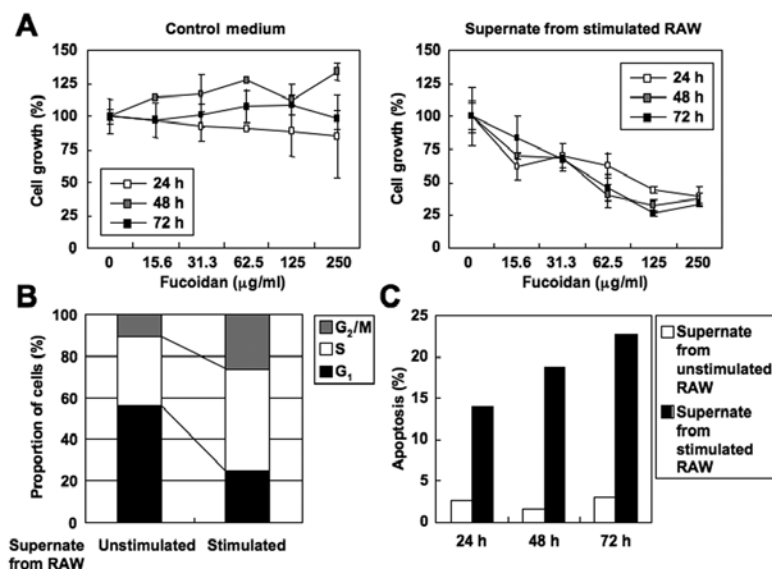 A
Control medium
Supernate from stimulated RAW
150
125
100
75
50
25
0
Cell growth (%)
24 h
48 h
72 h
0 15.6 31.3 62.5 125 250
Fucoidan (μg/ml)
150
125
100
75
50
25
0
Cell growth (%)
24 h
48 h
72 h
0 15.6 31.3 62.5 125 250
Fucoidan (μg/ml)
B
100
80
60
40
20
0
Proportion of cells (%)
G₂/M
S
G₁
Supernate
from RAW
Unstimulated Stimulated
C
25
20
15
10
5
0
Apoptosis (%)
24 h 48 h 72 h
Supernate
from
unstimulated
RAW
Supernate
from
stimulated
RAW